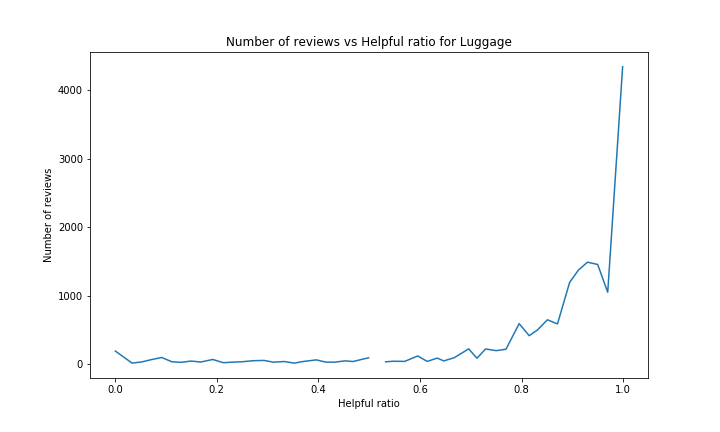 Number of reviews vs Helpful ratio for Luggage
4000
3000
2000
1000
0
Number of reviews
0.0 0.2 0.4 0.6 0.8 1.0
Helpful ratio